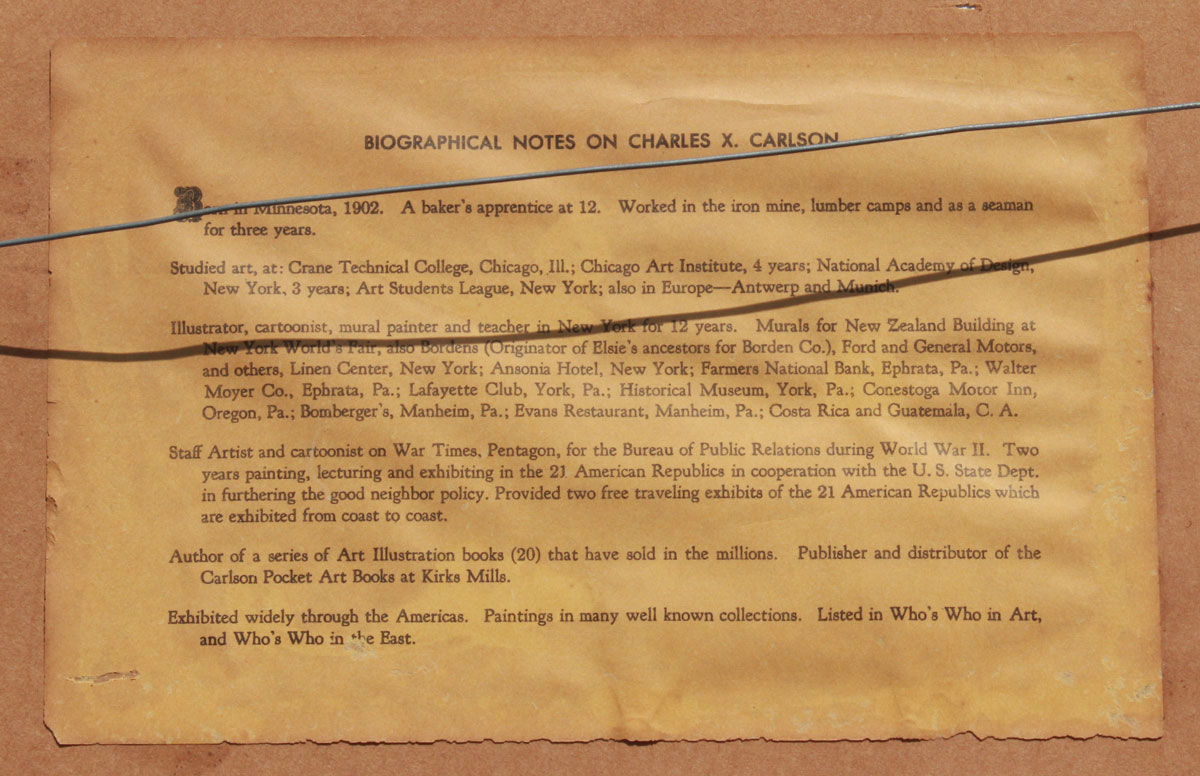 BIOGRAPHICAL NOTES ON CHARLES X. CARLSON
Born in Minnesota, 1902. A baker's apprentice at 12. Worked in the iron mine, lumber camps and as a seaman
for three years.
Studied art, at: Crane Technical College, Chicago, Ill.; Chicago Art Institute, 4 years; National Academy of Design,
New York, 3 years; Art Students League, New York; also in Europe—Antwerp and Munich.
Illustrator, cartoonist, mural painter and teacher in New York for 12 years. Murals for New Zealand Building at
New York World's Fair, also Bordens (Originator of Elsie's ancestors for Borden Co.), Ford and General Motors,
and others, Linen Center, New York; Ansonia Hotel, New York; Farmers National Bank, Ephrata, Pa.; Walter
Moyer Co., Ephrata, Pa.; Lafayette Club, York, Pa.; Historical Museum, York, Pa.; Conestoga Motor Inn,
Oregon, Pa.; Bomberger's, Manheim, Pa.; Evans Restaurant, Manheim, Pa.; Costa Rica and Guatemala, C. A.
Staff Artist and cartoonist on War Times, Pentagon, for the Bureau of Public Relations during World War II. Two
years painting, lecturing and exhibiting in the 21 American Republics in cooperation with the U. S. State Dept.
in furthering the good neighbor policy. Provided two free traveling exhibits of the 21 American Republics which
are exhibited from coast to coast.
Author of a series of Art Illustration books (20) that have sold in the millions. Publisher and distributor of the
Carlson Pocket Art Books at Kirks Mills.
Exhibited widely through the Americas. Paintings in many well known collections. Listed in Who's Who in Art,
and Who's Who in the East.